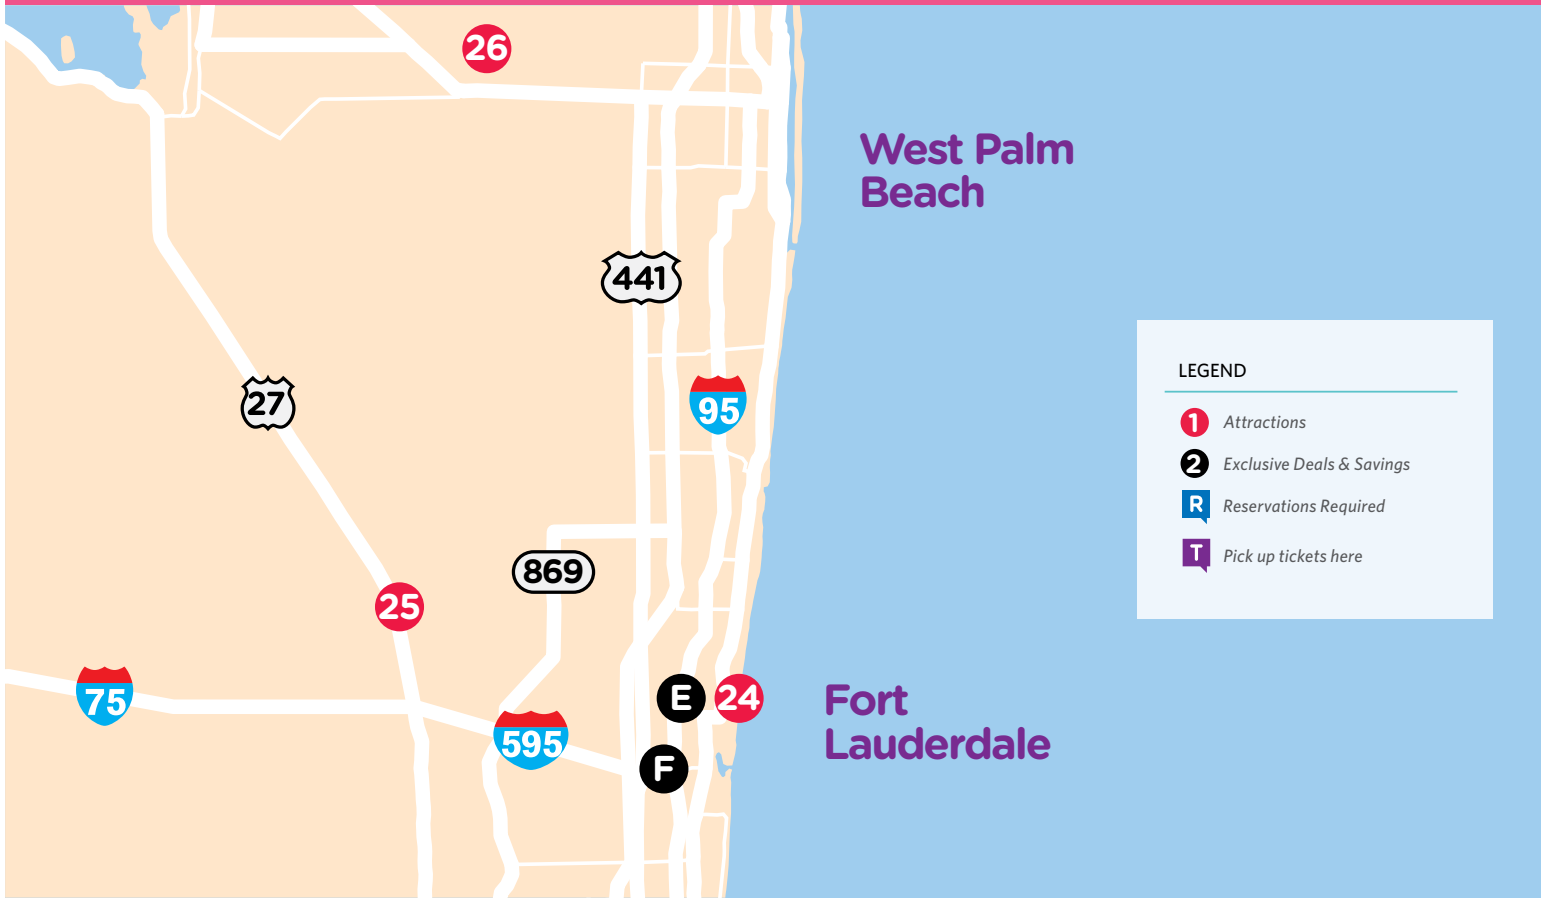 26
West Palm
Beach
441
27
95
869
25
75
595
E
24
F
Fort
Lauderdale
LEGEND
1 Attractions
2 Exclusive Deals & Savings
R Reservations Required
T Pick up tickets here